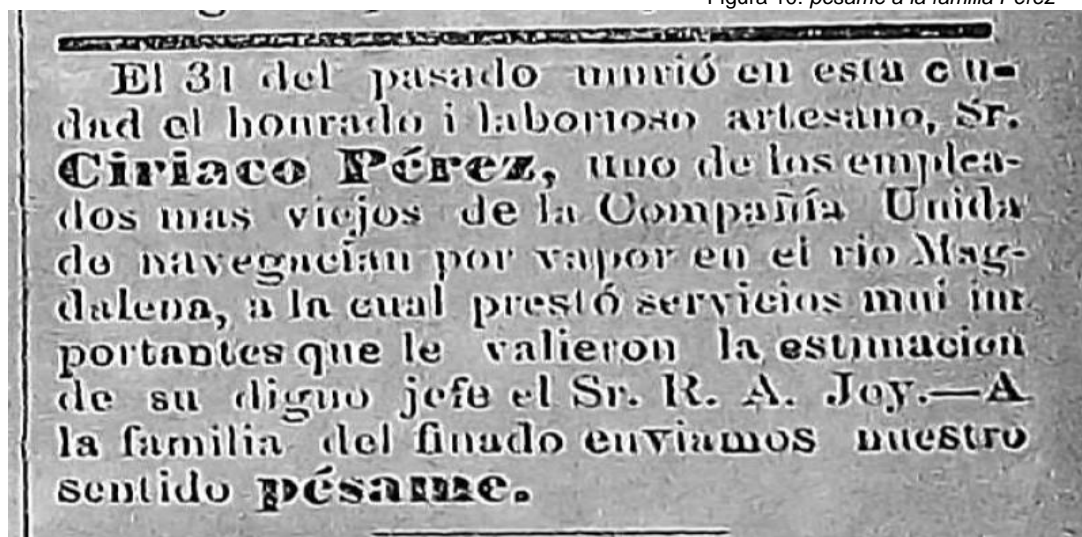 Figura 10. pésame a la familia Pérez
El 31 del pasado murió en esta ciu-
dad el honrado i laborioso artesano, Sr.
Ciriaco Pérez, uno de los emplea-
dos mas viejos de la Compañía Unida
de navegacian por vapor en el rio Mag-
dalena, a la cual prestó servicios mui im
portantes que le valieron la estimacion
de su digno jefe el Sr. R. A. Joy.—A
la familia del finado enviamos nuestro
sentido pésame.